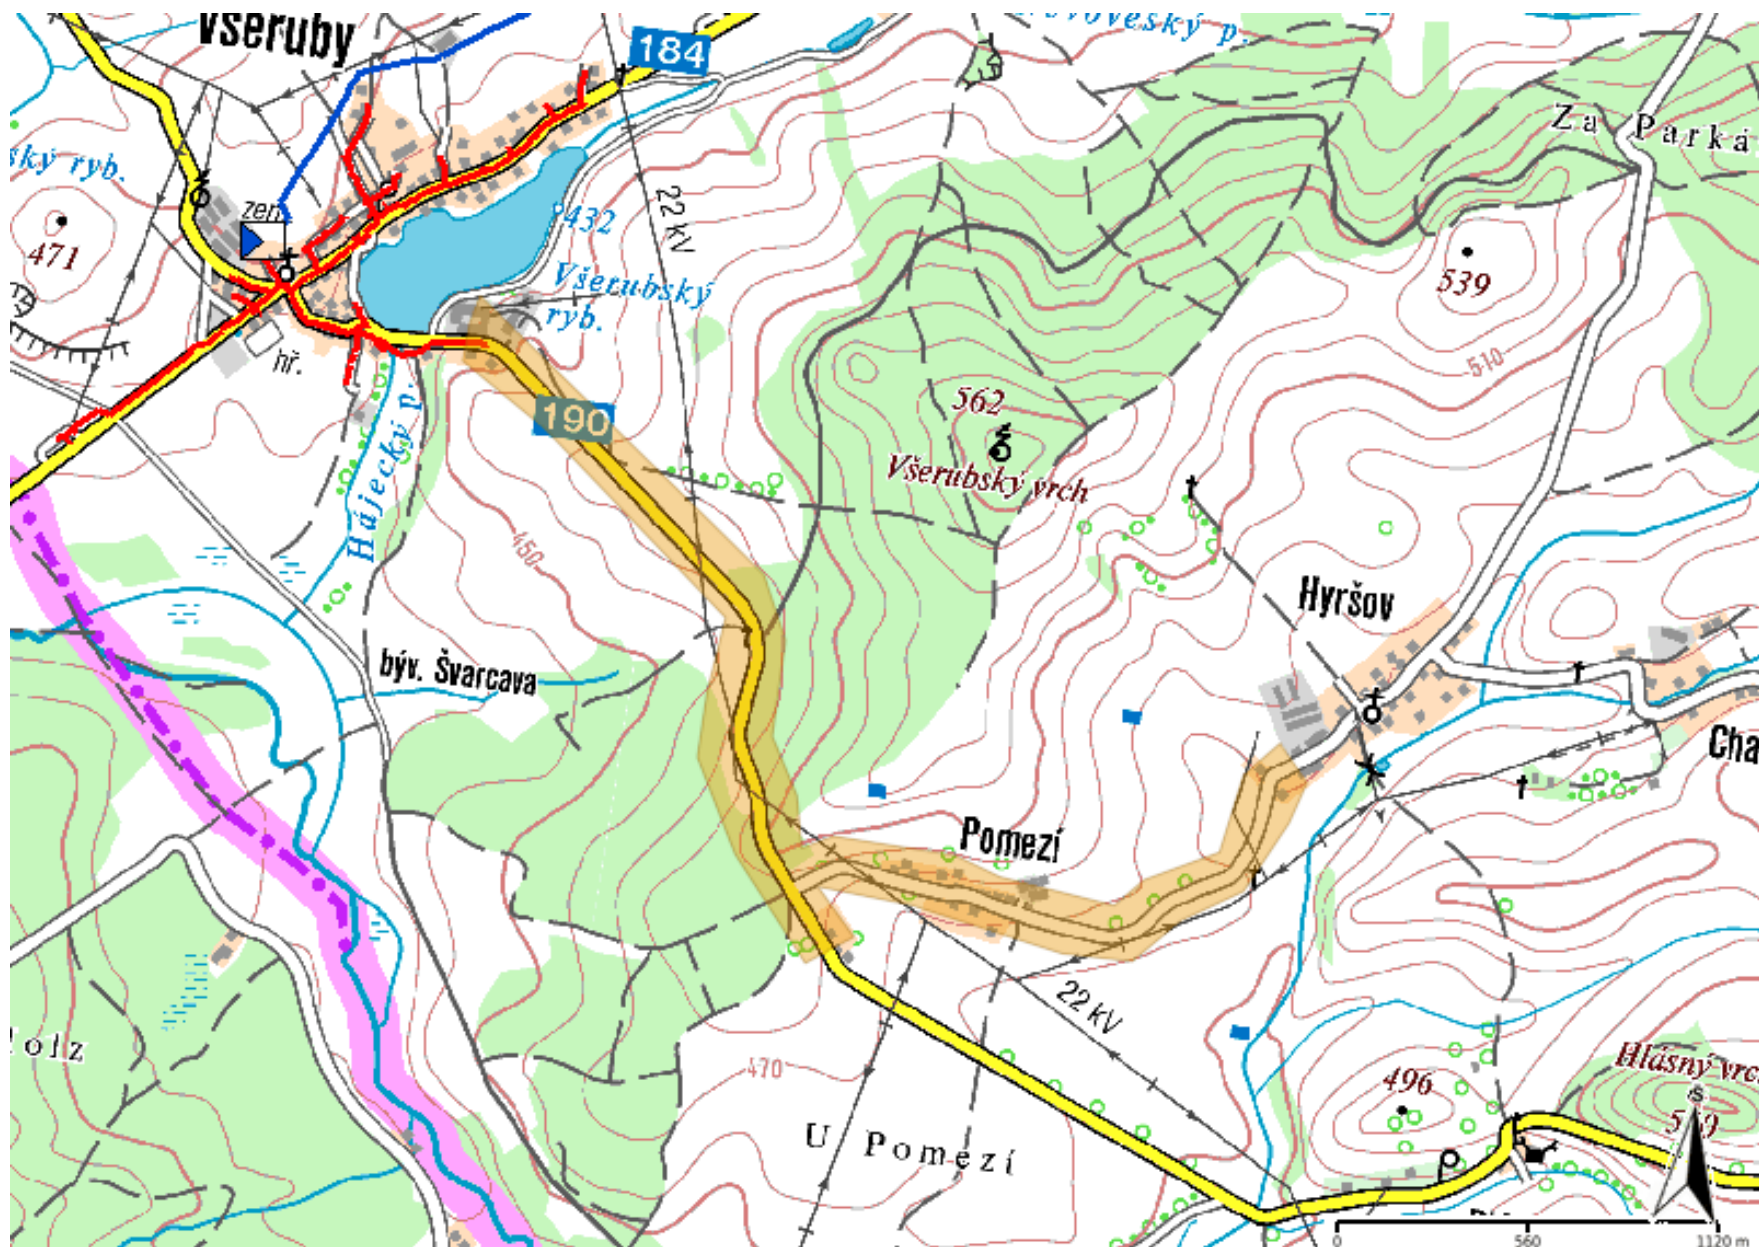 Všeruby
184
ský ryb.
zem.
471
432
22 kV
Všerubský
ryb.
hř.
190
Hájecký p.
450
562
Všerubský vrch
Za Parká
539
510
Hyršov
býv. Švarcava
Pomezí
Cha
22 kV
470
U Pomezí
olz
496
Hlásný vrc
S
0 560 1120 m